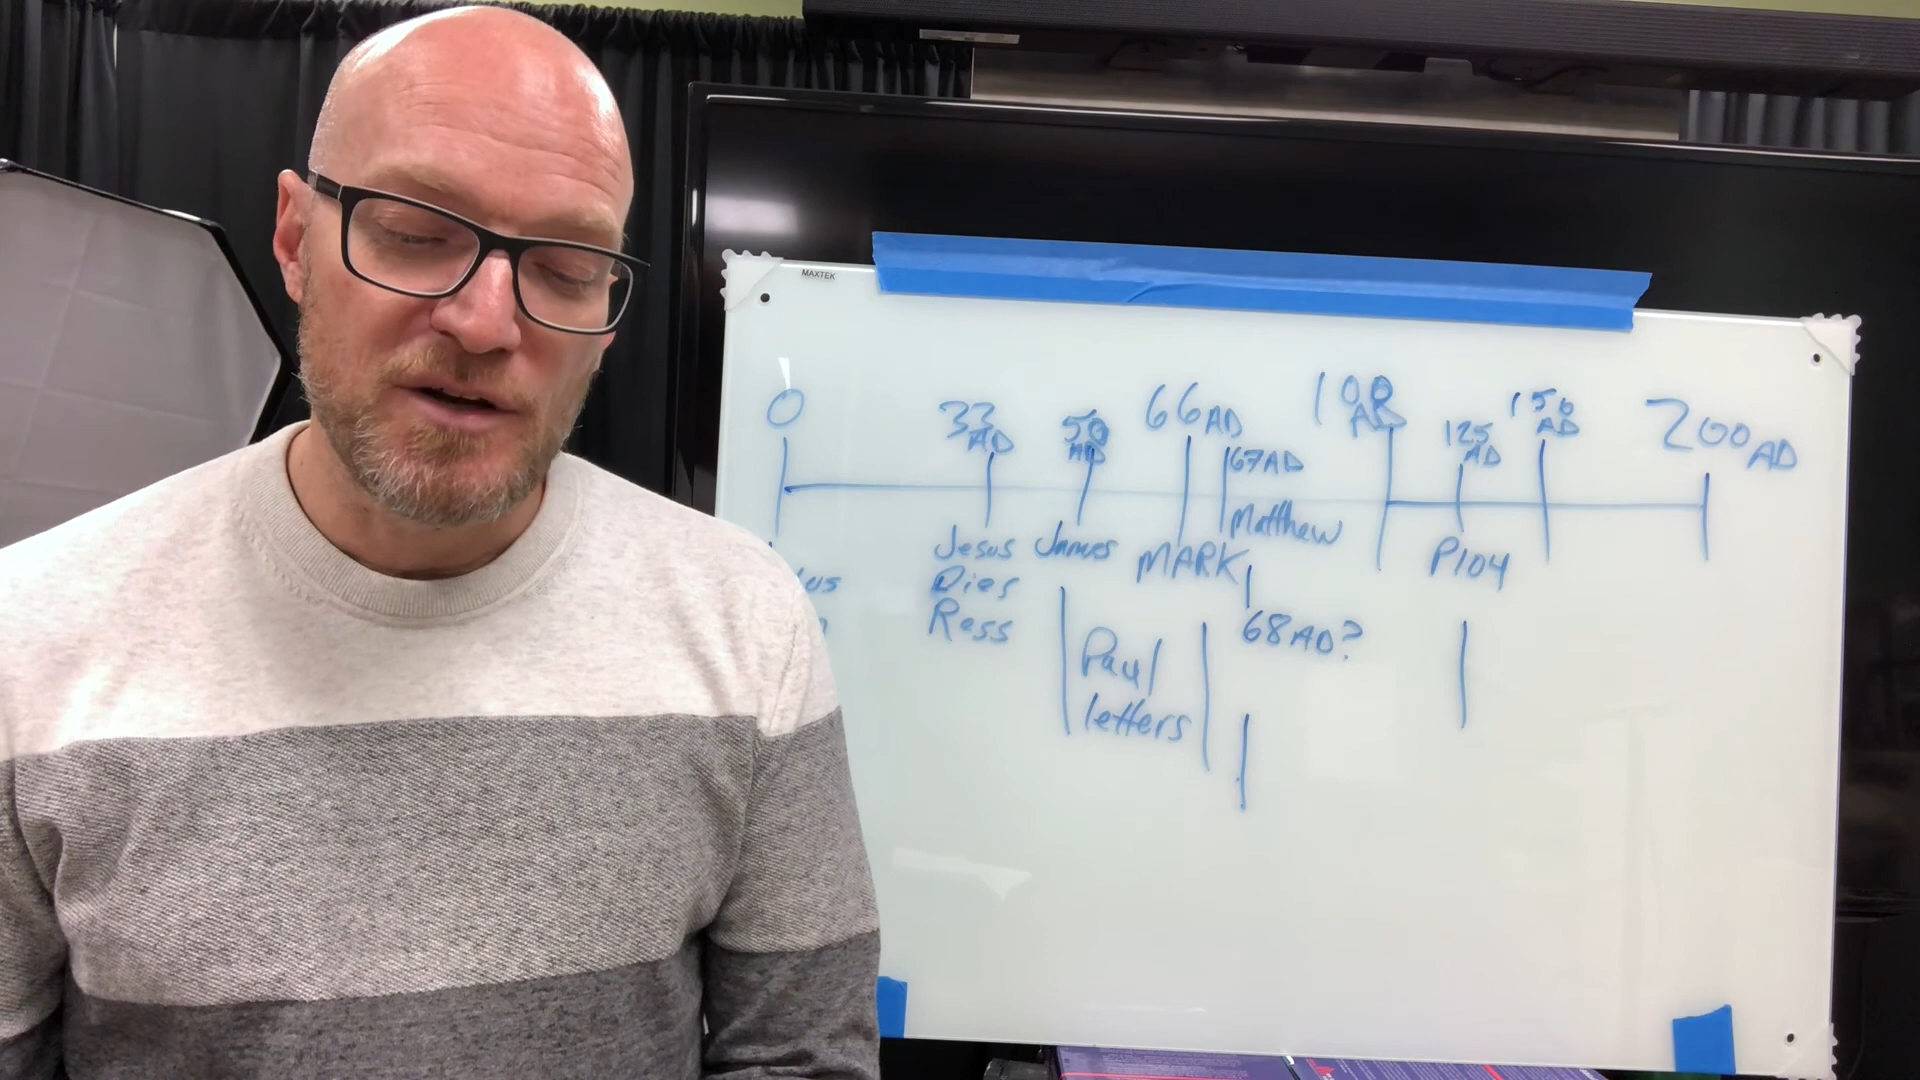 MAXTEK
0
33 AD
50 AD
66 AD
67 AD
100 AD
125 AD
150 AD
200 AD
Jesus
Dies
Ress
James
MARK
Matthew
P104
68 AD?
Paul
letters